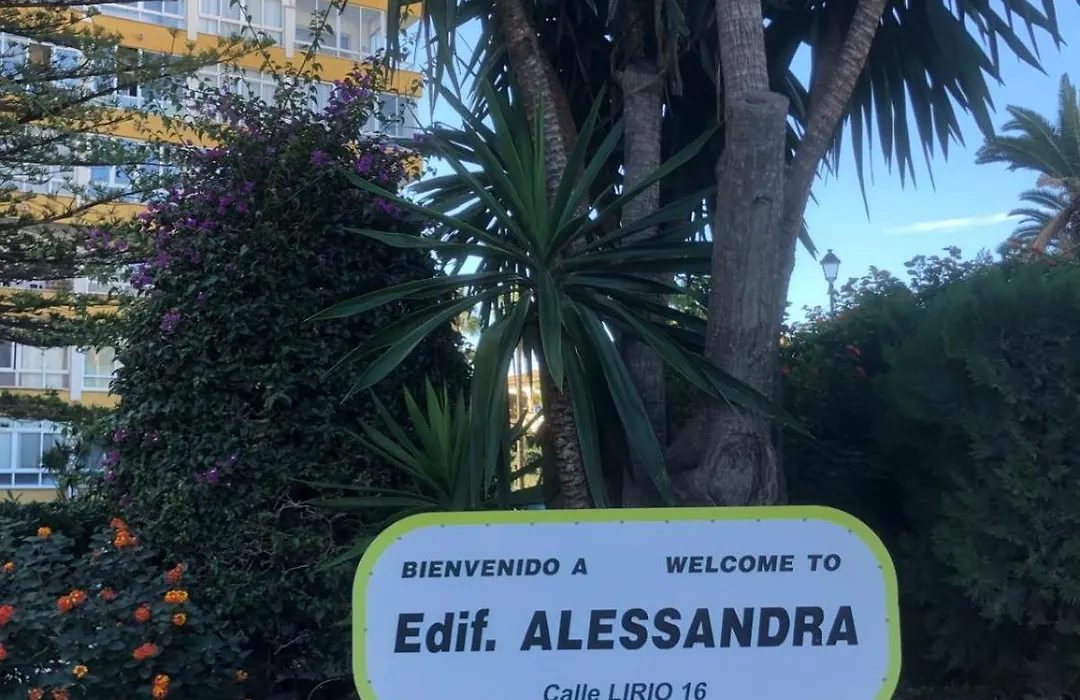 BIENVENIDO A WELCOME TO
Edif. ALESSANDRA
Calle LIRIO 16